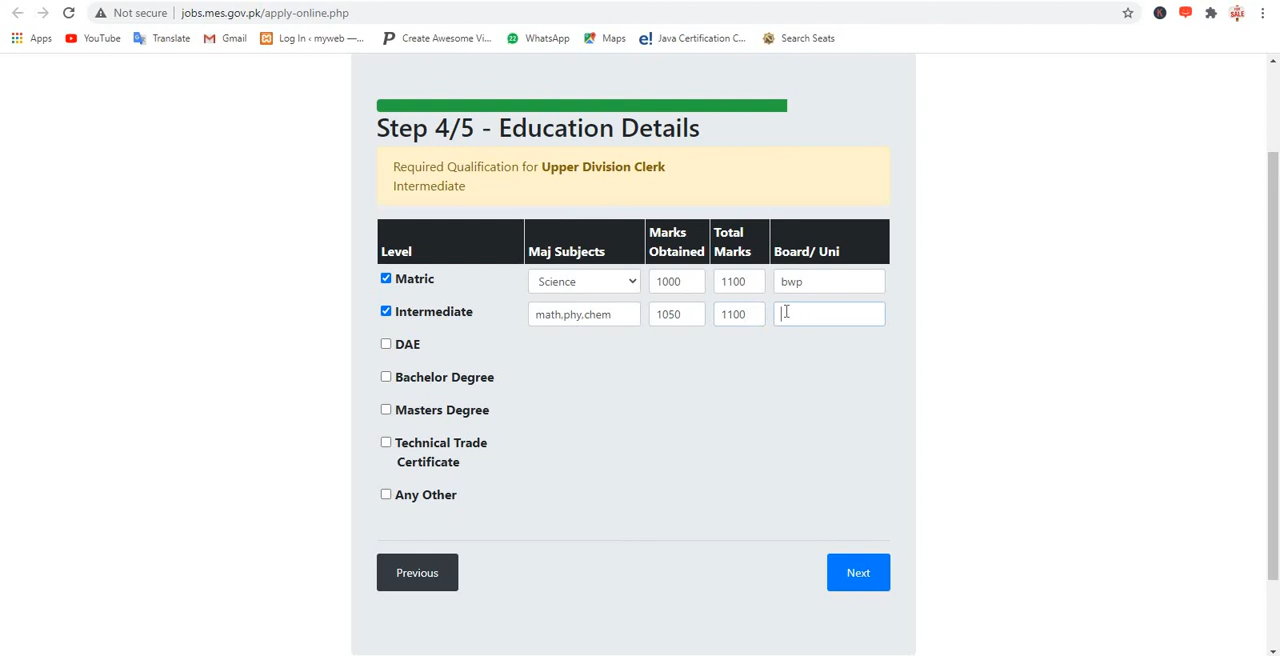 Not secure jobs.mes.gov.pk/apply-online.php
Apps YouTube Translate Gmail Log In ‹ myweb —... Create Awesome Vi... WhatsApp Maps Java Certification C... Search Seats
Step 4/5 - Education Details
Required Qualification for Upper Division Clerk
Intermediate
Level Maj Subjects Marks Obtained Total Marks Board/ Uni
Matric Science 1000 1100 bwp
Intermediate math,phy,chem 1050 1100
DAE
Bachelor Degree
Masters Degree
Technical Trade
Certificate
Any Other
Previous Next